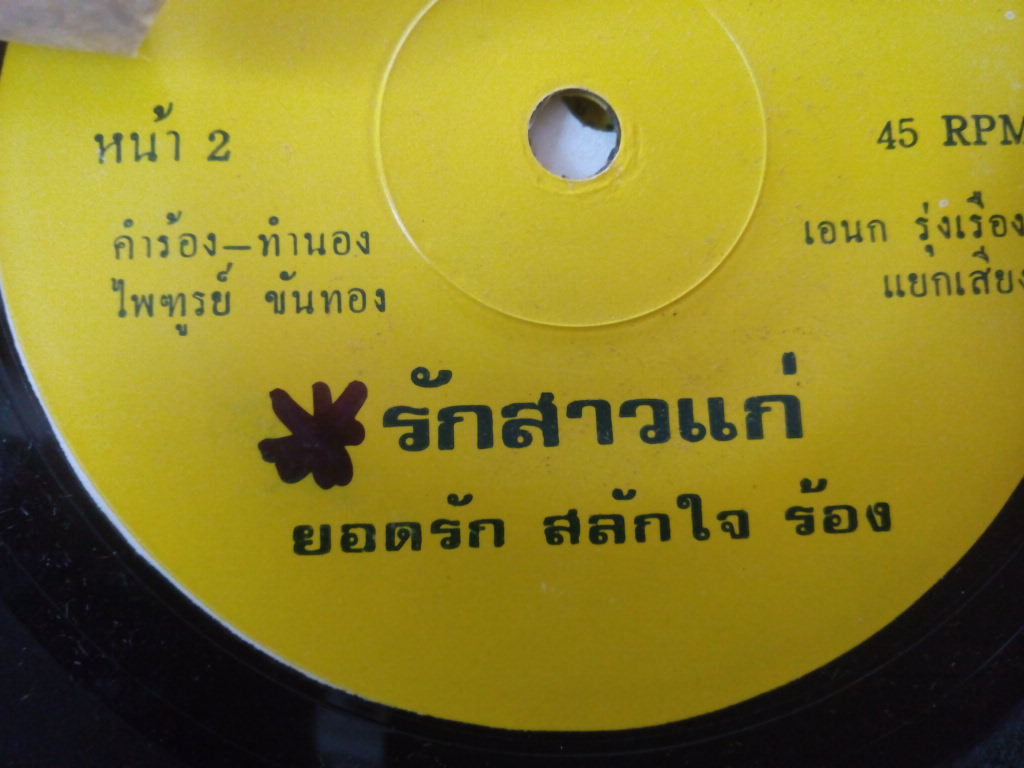 หน้า 2
45 RPM
คำร้อง-ทำนอง
ไพฑูรย์ ขันทอง
เอนก รุ่งเรือง
แยกเสียง
รักสาวแก่
ยอดรัก สลักใจ ร้อง